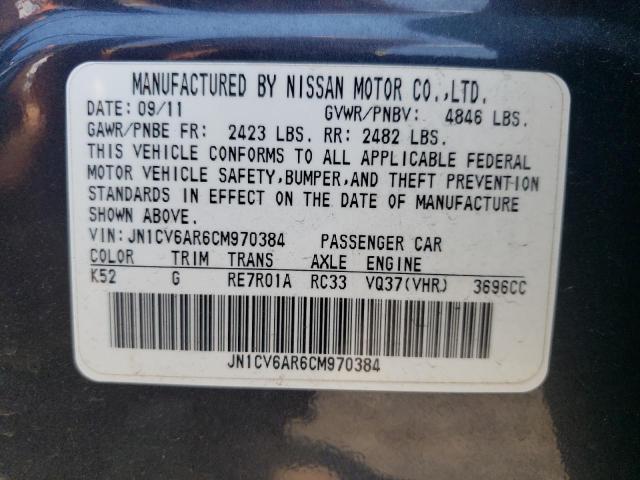 MANUFACTURED BY NISSAN MOTOR CO.,LTD.
DATE: 09/11 GVWR/PNBV: 4846 LBS.
GAWR/PNBE FR: 2423 LBS. RR: 2482 LBS.
THIS VEHICLE CONFORMS TO ALL APPLICABLE FEDERAL
MOTOR VEHICLE SAFETY,BUMPER,AND THEFT PREVENTION
STANDARDS IN EFFECT ON THE DATE OF MANUFACTURE
SHOWN ABOVE.
VIN:JN1CV6AR6CM970384 PASSENGER CAR
COLOR TRIM TRANS AXLE ENGINE
K52 G RE7R01A RC33 VQ37(VHR) 3696CC
JN1CV6AR6CM970384